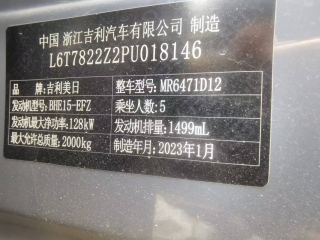 中国 浙江吉利汽车有限公司 制造
L6T7822Z2PU018146
品 牌:吉利美日 整车型号:MR6471D12
发动机型号:BHE15-EFZ 乘坐人数:5
发动机最大净功率:128kW 发动机排量:1499mL
最大允许总质量:2000kg 制造年月:2023年1月